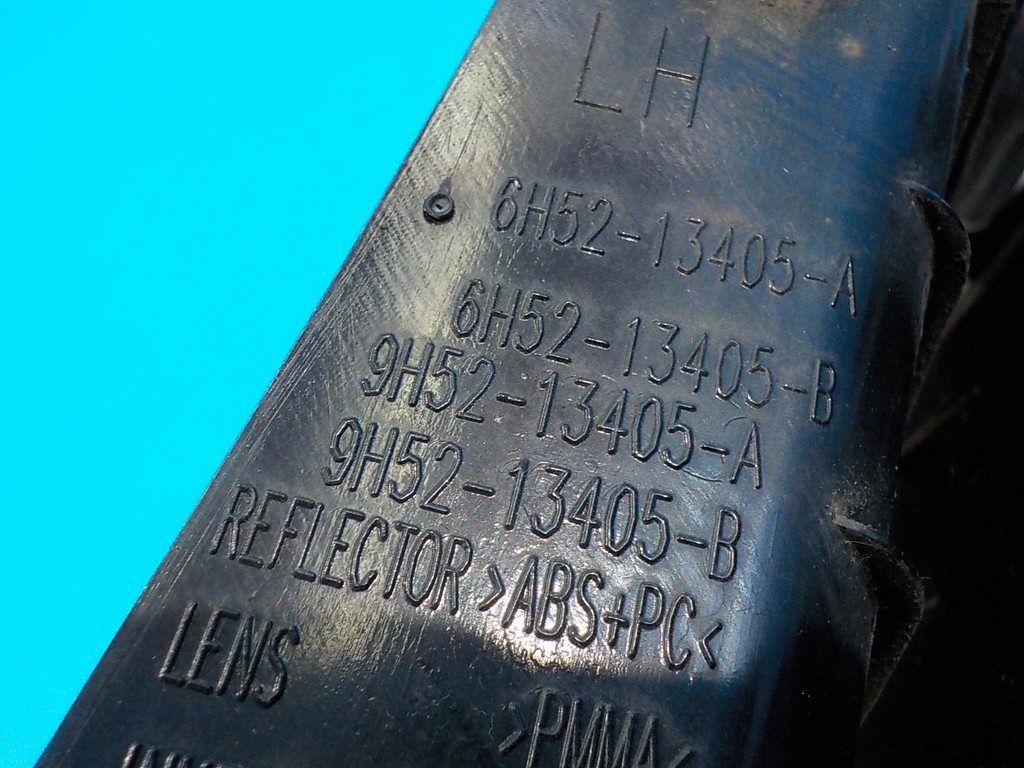 LH
6H52-13405-A
6H52-13405-B
9H52-13405-A
9H52-13405-B
REFLECTOR >ABS+PC<
LENS >PMMA<